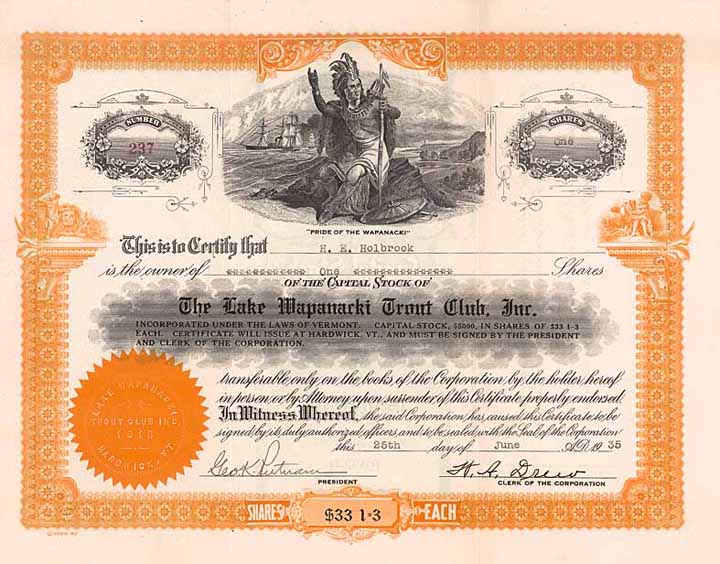 NUMBER
237
SHARES
One
"PRIDE OF THE WAPANACKI"
This is to Certify that H. E. Holbrook
is the owner of One Shares
OF THE CAPITAL STOCK OF
The Lake Wapanacki Trout Club, Inc.
INCORPORATED UNDER THE LAWS OF VERMONT. CAPITAL STOCK, $5000, IN SHARES OF $33 1-3
EACH. CERTIFICATE WILL ISSUE AT HARDWICK, VT., AND MUST BE SIGNED BY THE PRESIDENT
AND CLERK OF THE CORPORATION.
transferable only on the books of the Corporation by the holder hereof
in person or by Attorney upon surrender of this Certificate properly endorsed.
In Witness Whereof, the said Corporation has caused this Certificate to be
signed by its duly authorized officers and to be sealed with the Seal of the Corporation
this 25th day of June A.D. 1935
LAKE WAPANACKI
TROUT CLUB INC.
HARDWICK, VT.
Geo K. Putnam
PRESIDENT
H. A. Drew
CLERK OF THE CORPORATION
SHARES $33 1-3 EACH